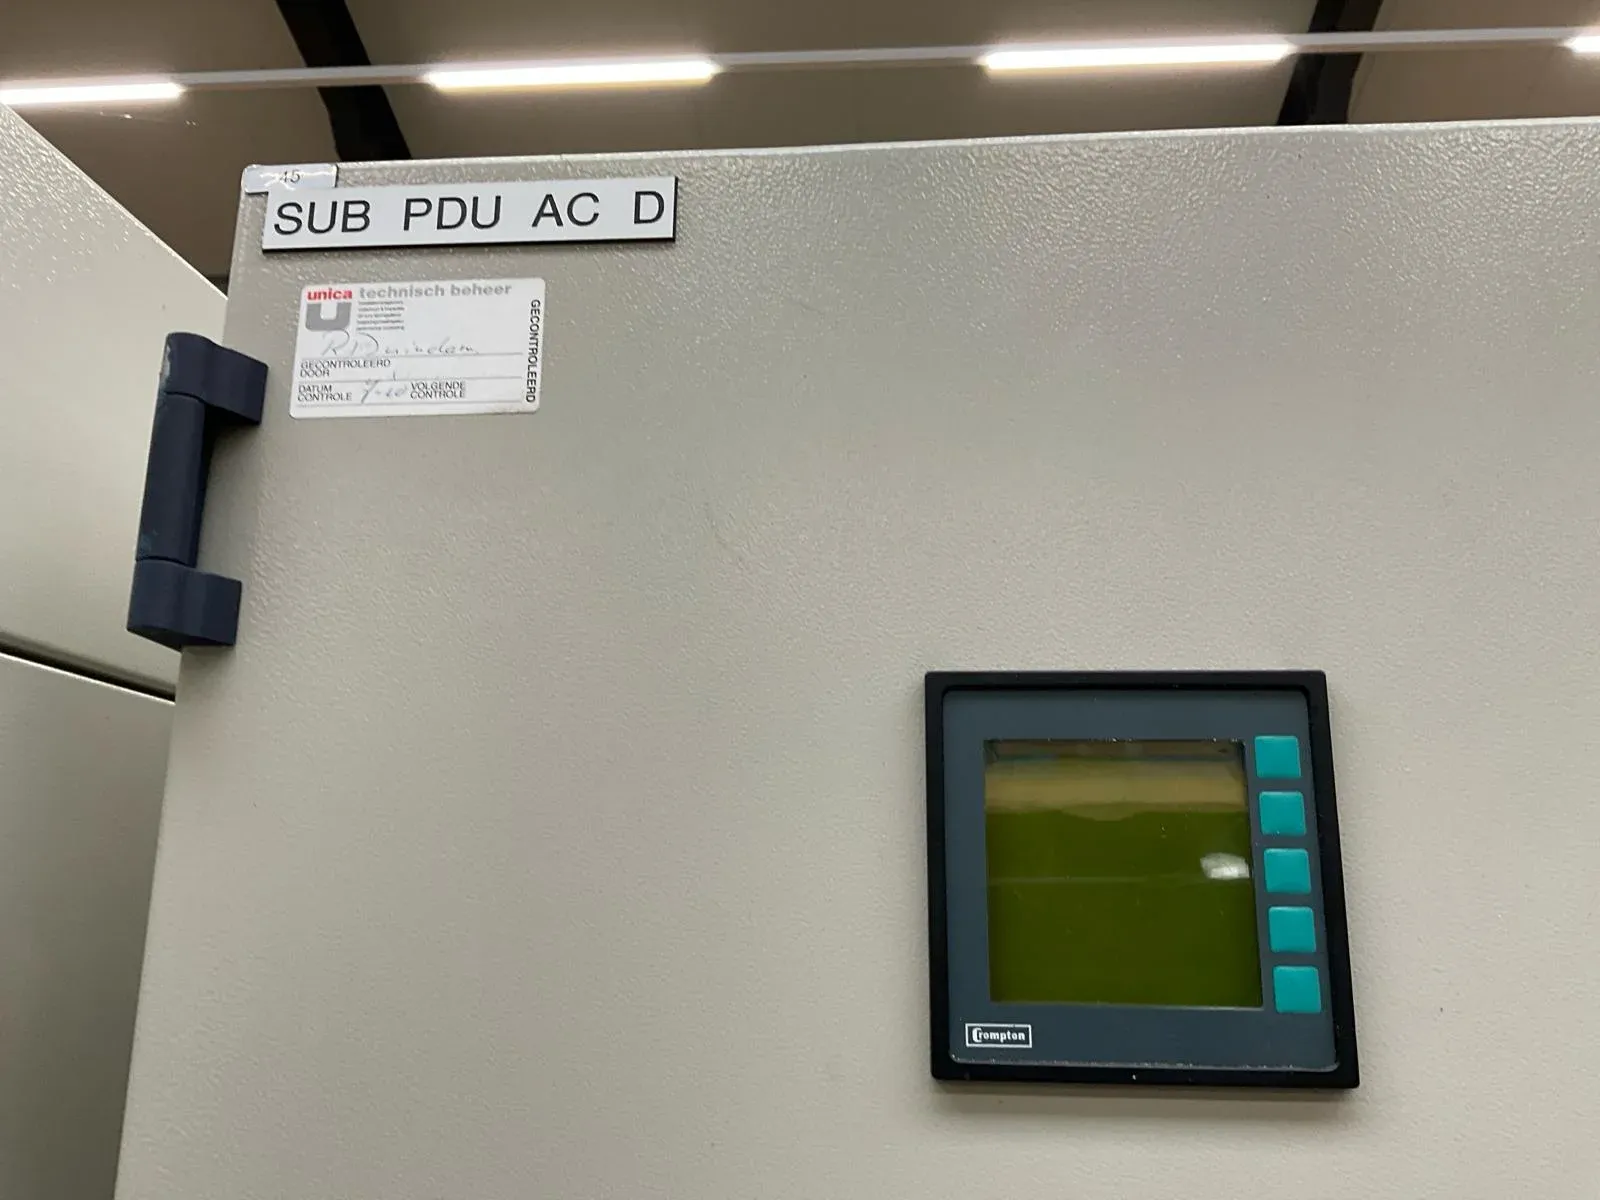 45
SUB PDU AC D
unica technisch beheer
GECONTROLEERD
GECONTROLEERD
DOOR
DATUM
CONTROLE
VOLGENDE
CONTROLE
Crompton